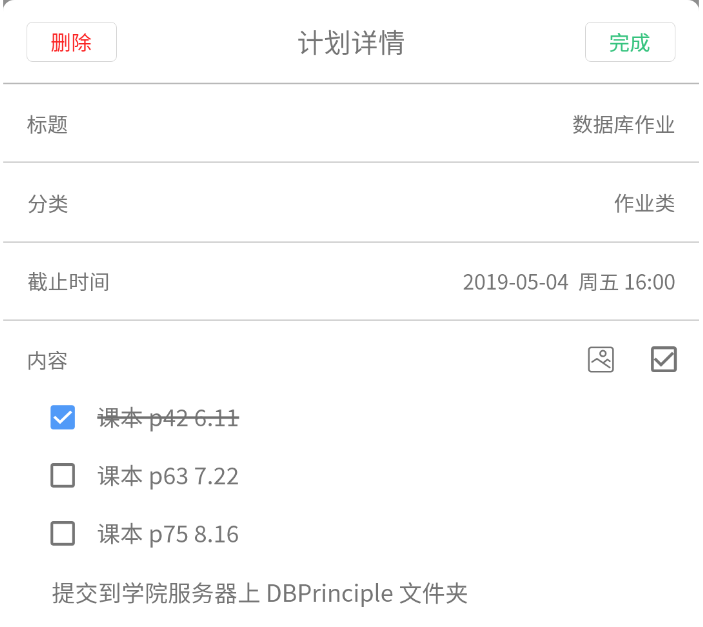 删除 计划详情 完成
标题 数据库作业
分类 作业类
截止时间 2019-05-04 周五 16:00
内容
课本 p42 6.11
课本 p63 7.22
课本 p75 8.16
提交到学院服务器上 DBPrinciple 文件夹